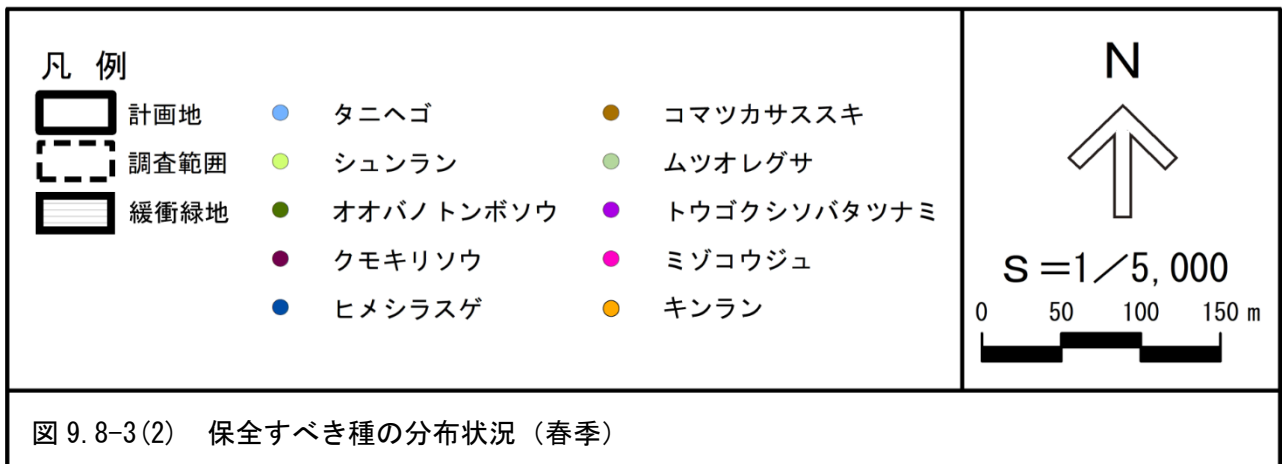 凡 例
計画地
調査範囲
緩衝緑地
タニヘゴ
シュンラン
オオバノトンボソウ
クモキリソウ
ヒメシラスゲ
コマツカサススキ
ムツオレグサ
トウゴクシソバタツナミ
ミゾコウジュ
キンラン
N
S=1/5,000
0 50 100 150 m
図 9.8-3(2) 保全すべき種の分布状況(春季)